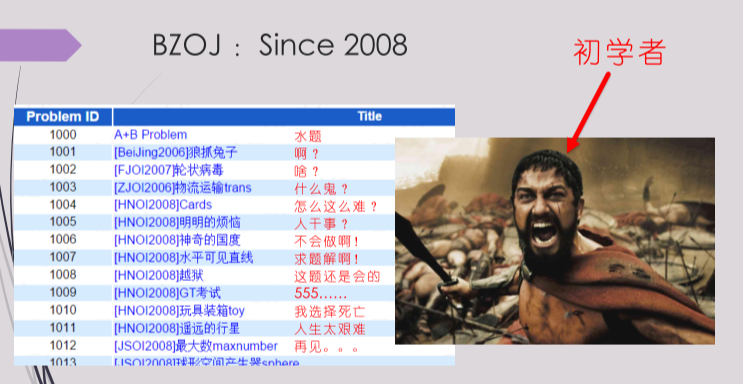 BZOJ : Since 2008
初学者
Problem ID Title
1000 A+B Problem 水题
1001 [BeiJing2006]狼抓兔子 啊？
1002 [FJOI2007]轮状病毒 啥？
1003 [ZJOI2006]物流运输trans 什么鬼？
1004 [HNOI2008]Cards 怎么这么难？
1005 [HNOI2008]明明的烦恼 人干事？
1006 [HNOI2008]神奇的国度 不会做啊！
1007 [HNOI2008]水平可见直线 求题解啊！
1008 [HNOI2008]越狱 这题还是会的
1009 [HNOI2008]GT考试 555……
1010 [HNOI2008]玩具装箱toy 我选择死亡
1011 [HNOI2008]遥远的行星 人生太艰难
1012 [JSOI2008]最大数maxnumber 再见。。。
1013 [JSOI2008]球形空间产生器sphere